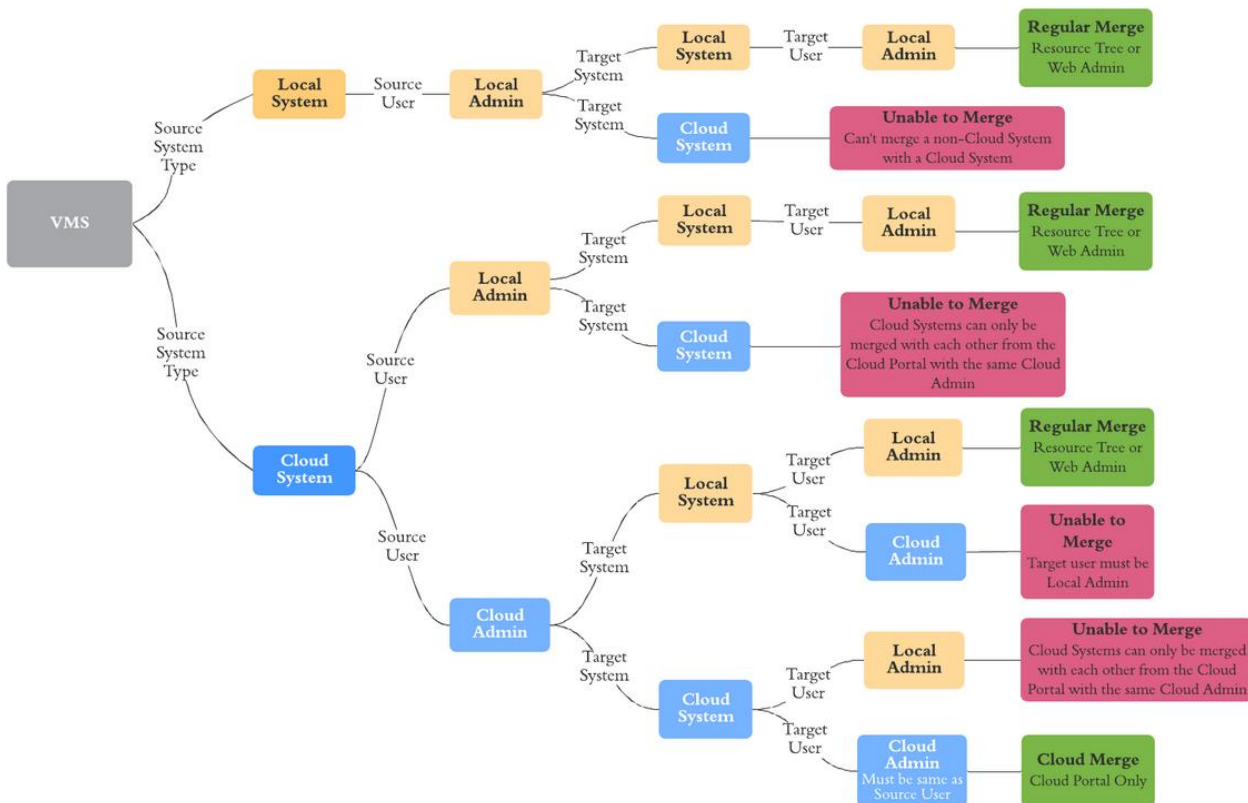 VMS
Source
System
Type
Local
System
Source
User
Local
Admin
Target
System
Local
System
Target
User
Local
Admin
Regular Merge
Resource Tree or
Web Admin
Target
System
Cloud
System
Unable to Merge
Can't merge a non-Cloud System
with a Cloud System
Source
System
Type
Cloud
System
Source
User
Local
Admin
Target
System
Local
System
Target
User
Local
Admin
Regular Merge
Resource Tree or
Web Admin
Target
System
Cloud
System
Unable to Merge
Cloud Systems can only be
merged with each other from the
Cloud Portal with the same Cloud
Admin
Source
User
Cloud
Admin
Target
System
Local
System
Target
User
Local
Admin
Regular Merge
Resource Tree or
Web Admin
Target
User
Cloud
Admin
Unable to
Merge
Target user must be
Local Admin
Target
System
Cloud
System
Target
User
Local
Admin
Unable to Merge
Cloud Systems can only be merged
with each other from the Cloud
Portal with the same Cloud Admin
Target
User
Cloud
Admin
Must be same as
Source User
Cloud Merge
Cloud Portal Only